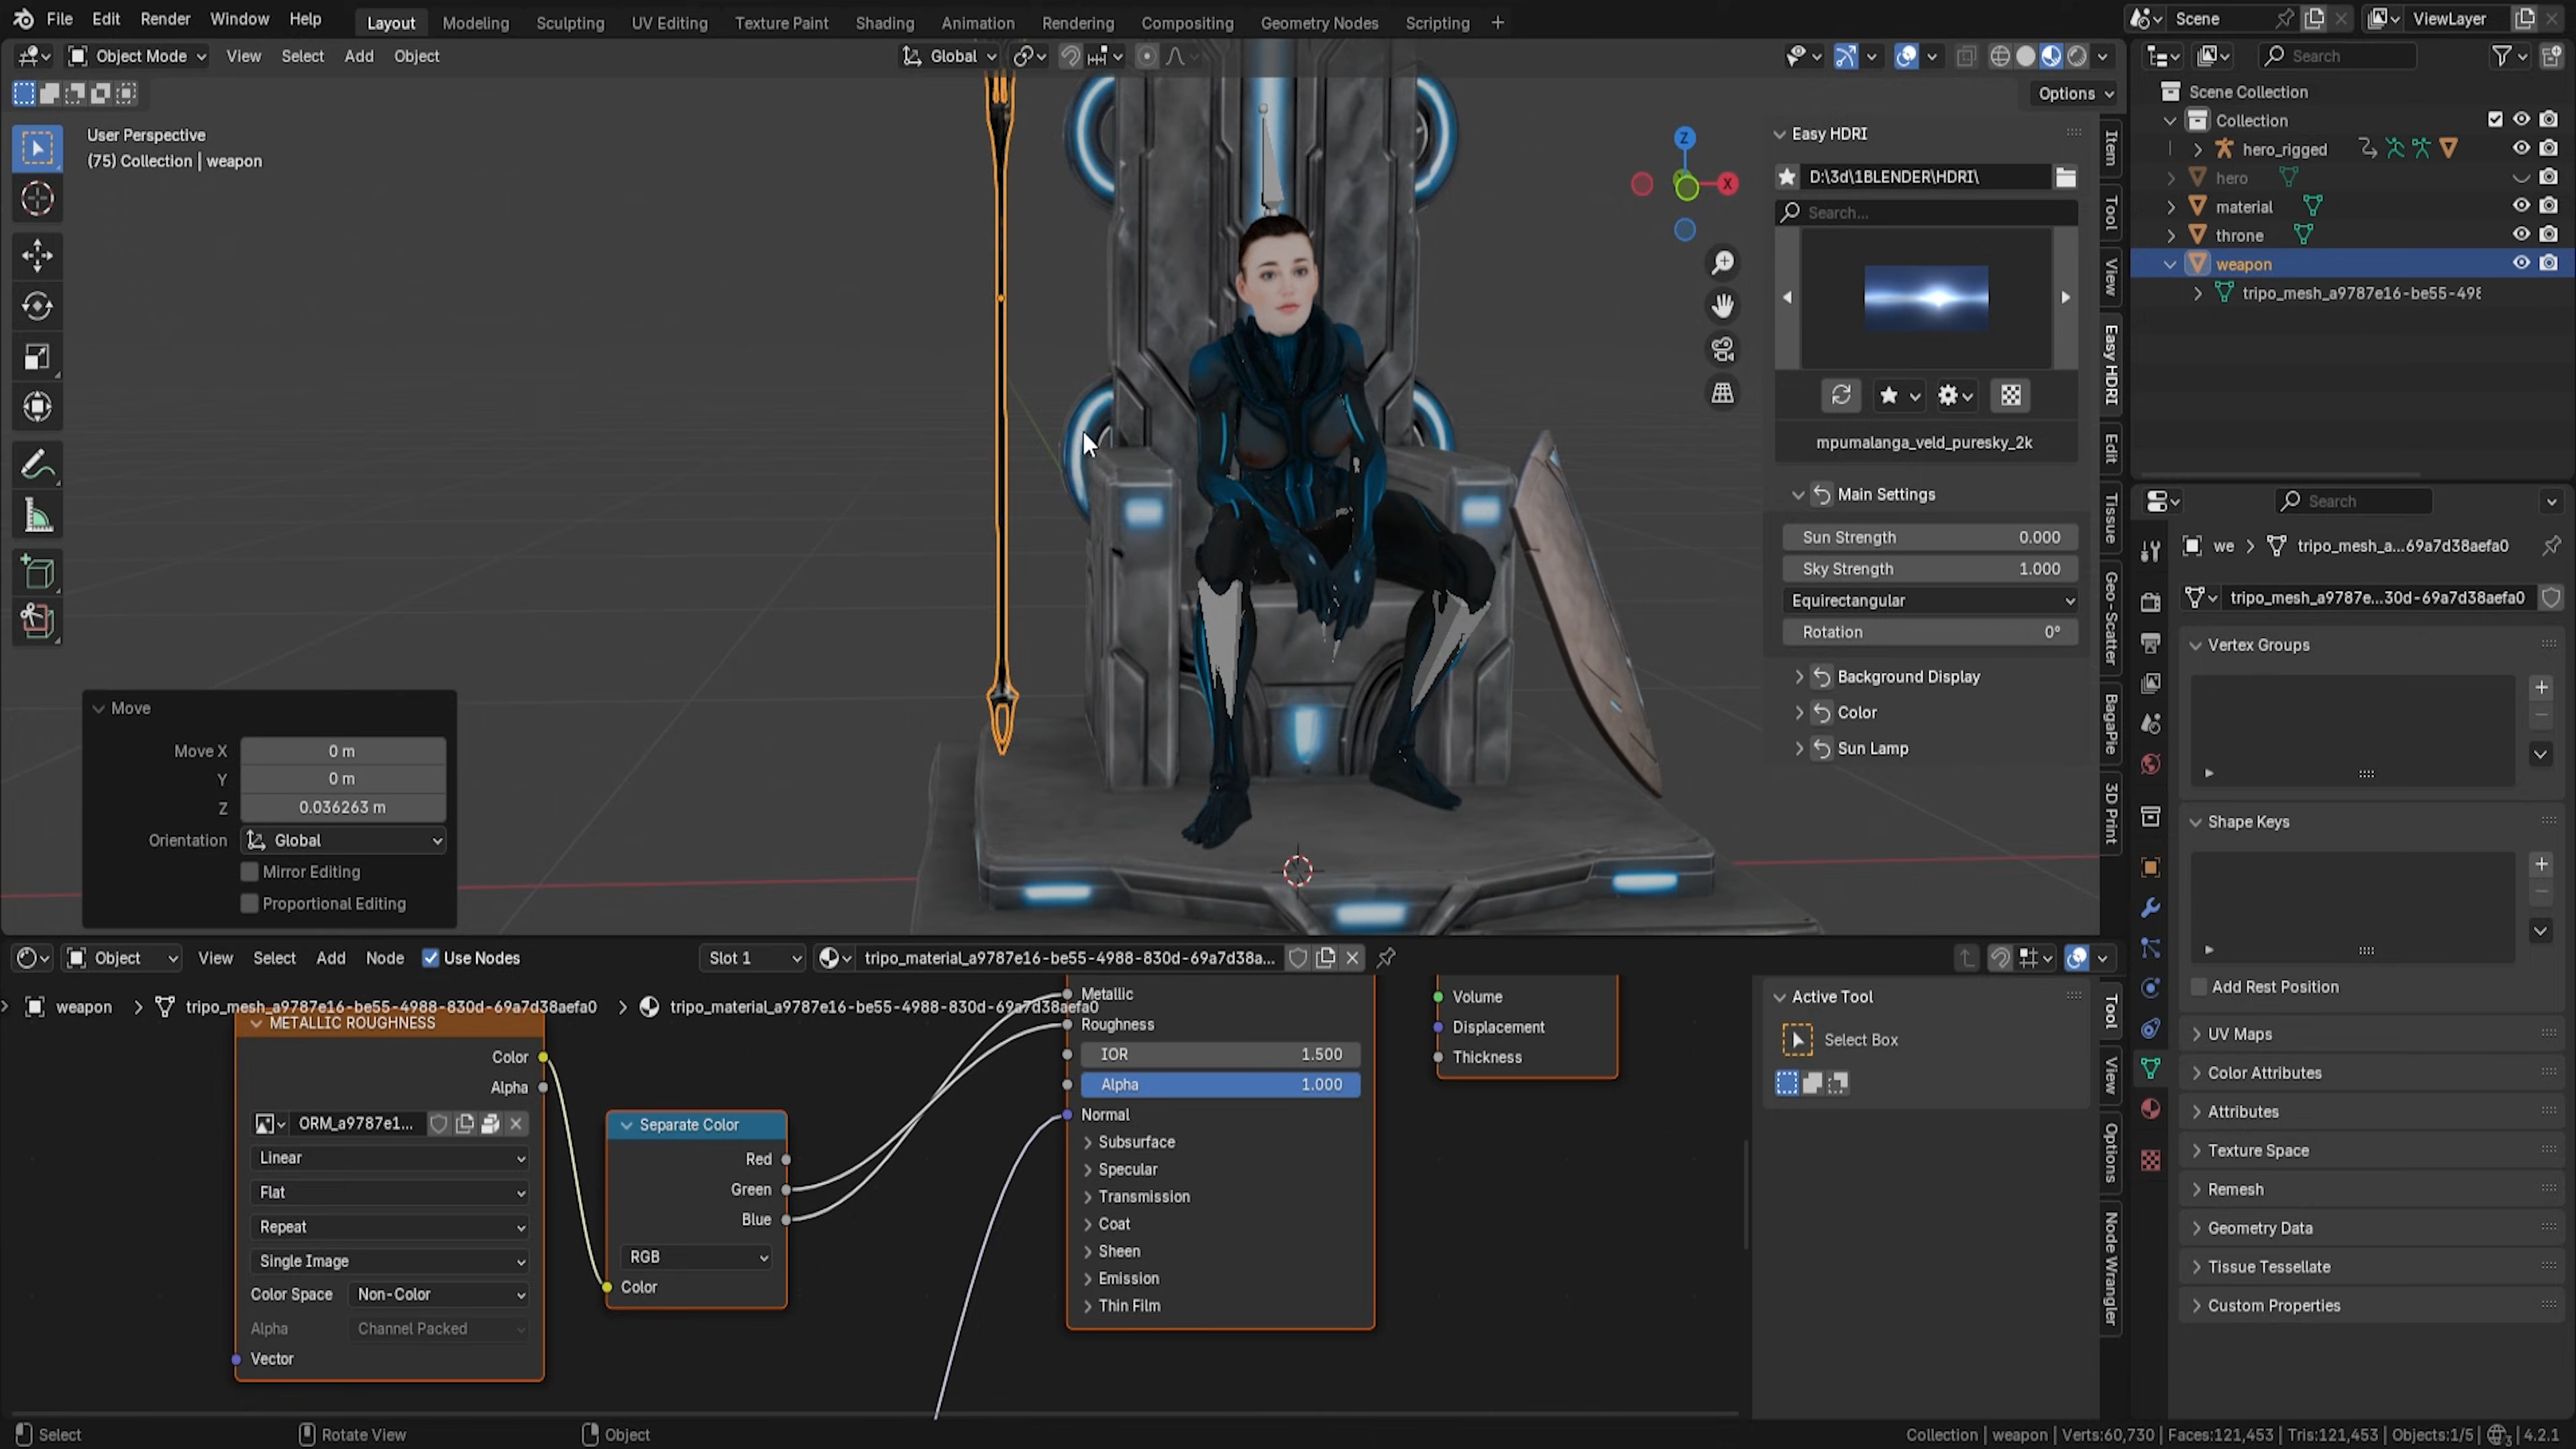 File Edit Render Window Help Layout Modeling Sculpting UV Editing Texture Paint Shading Animation Rendering Compositing Geometry Nodes Scripting + Scene ViewLayer
Object Mode View Select Add Object Global Search
Options
User Perspective
(75) Collection | weapon
Z
X
Easy HDRI
D:\3d\1BLENDER\HDRI\
Search...
mpumalanga_veld_puresky_2k
Main Settings
Sun Strength 0.000
Sky Strength 1.000
Equirectangular
Rotation 0°
Background Display
Color
Sun Lamp
Item
Tool
View
Easy HDRI
Edit
Tissue
Geo-Scatter
BagaPie
3D Print
Scene Collection
Collection
hero_rigged
hero
material
throne
weapon
tripo_mesh_a9787e16-be55-498
Search
we > tripo_mesh_a...69a7d38aefa0
tripo_mesh_a9787e...30d-69a7d38aefa0
Vertex Groups
Shape Keys
Add Rest Position
UV Maps
Color Attributes
Attributes
Texture Space
Remesh
Geometry Data
Tissue Tessellate
Custom Properties
Move
Move X 0 m
Y 0 m
Z 0.036263 m
Orientation Global
Mirror Editing
Proportional Editing
Object View Select Add Node Use Nodes Slot 1 tripo_material_a9787e16-be55-4988-830d-69a7d38a...
weapon > tripo_mesh_a9787e16-be55-4988-830d-69a7d38aefa0 > tripo_material_a9787e16-be55-4988-830d-69a7d38aefa0
METALLIC ROUGHNESS
Color
Alpha
ORM_a9787e1...
Linear
Flat
Repeat
Single Image
Color Space Non-Color
Alpha Channel Packed
Vector
Separate Color
Red
Green
Blue
RGB
Color
Metallic
Roughness
IOR 1.500
Alpha 1.000
Normal
Subsurface
Specular
Transmission
Coat
Sheen
Emission
Thin Film
Volume
Displacement
Thickness
Active Tool
Select Box
Tool
View
Options
Node Wrangler
Select Rotate View Object Collection | weapon | Verts:60,730 | Faces:121,453 | Tris:121,453 | Objects:1/5 | 3 | 4.2.1